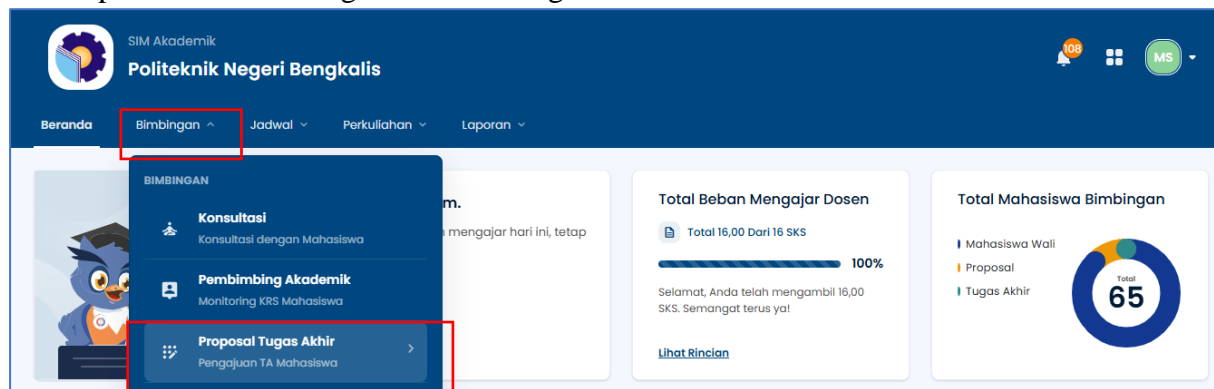 SIM Akademik
Politeknik Negeri Bengkalis
108
MS
Beranda
Bimbingan
Jadwal
Perkuliahan
Laporan
BIMBINGAN
Konsultasi
Konsultasi dengan Mahasiswa
Pembimbing Akademik
Monitoring KRS Mahasiswa
Proposal Tugas Akhir
Pengajuan TA Mahasiswa
m.
mengajar hari ini, tetap
Total Beban Mengajar Dosen
Total 16,00 Dari 16 SKS
100%
Selamat, Anda telah mengambil 16,00
SKS. Semangat terus ya!
Lihat Rincian
Total Mahasiswa Bimbingan
Mahasiswa Wali
Proposal
Tugas Akhir
Total
65